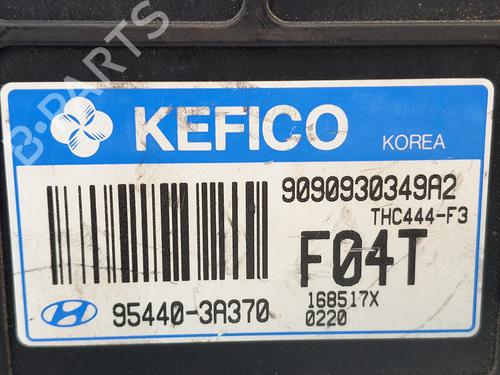 B-PARTS
KEFICO
KOREA
9090930349A2
THC444-F3
F04T
168517X
0220
95440-3A370